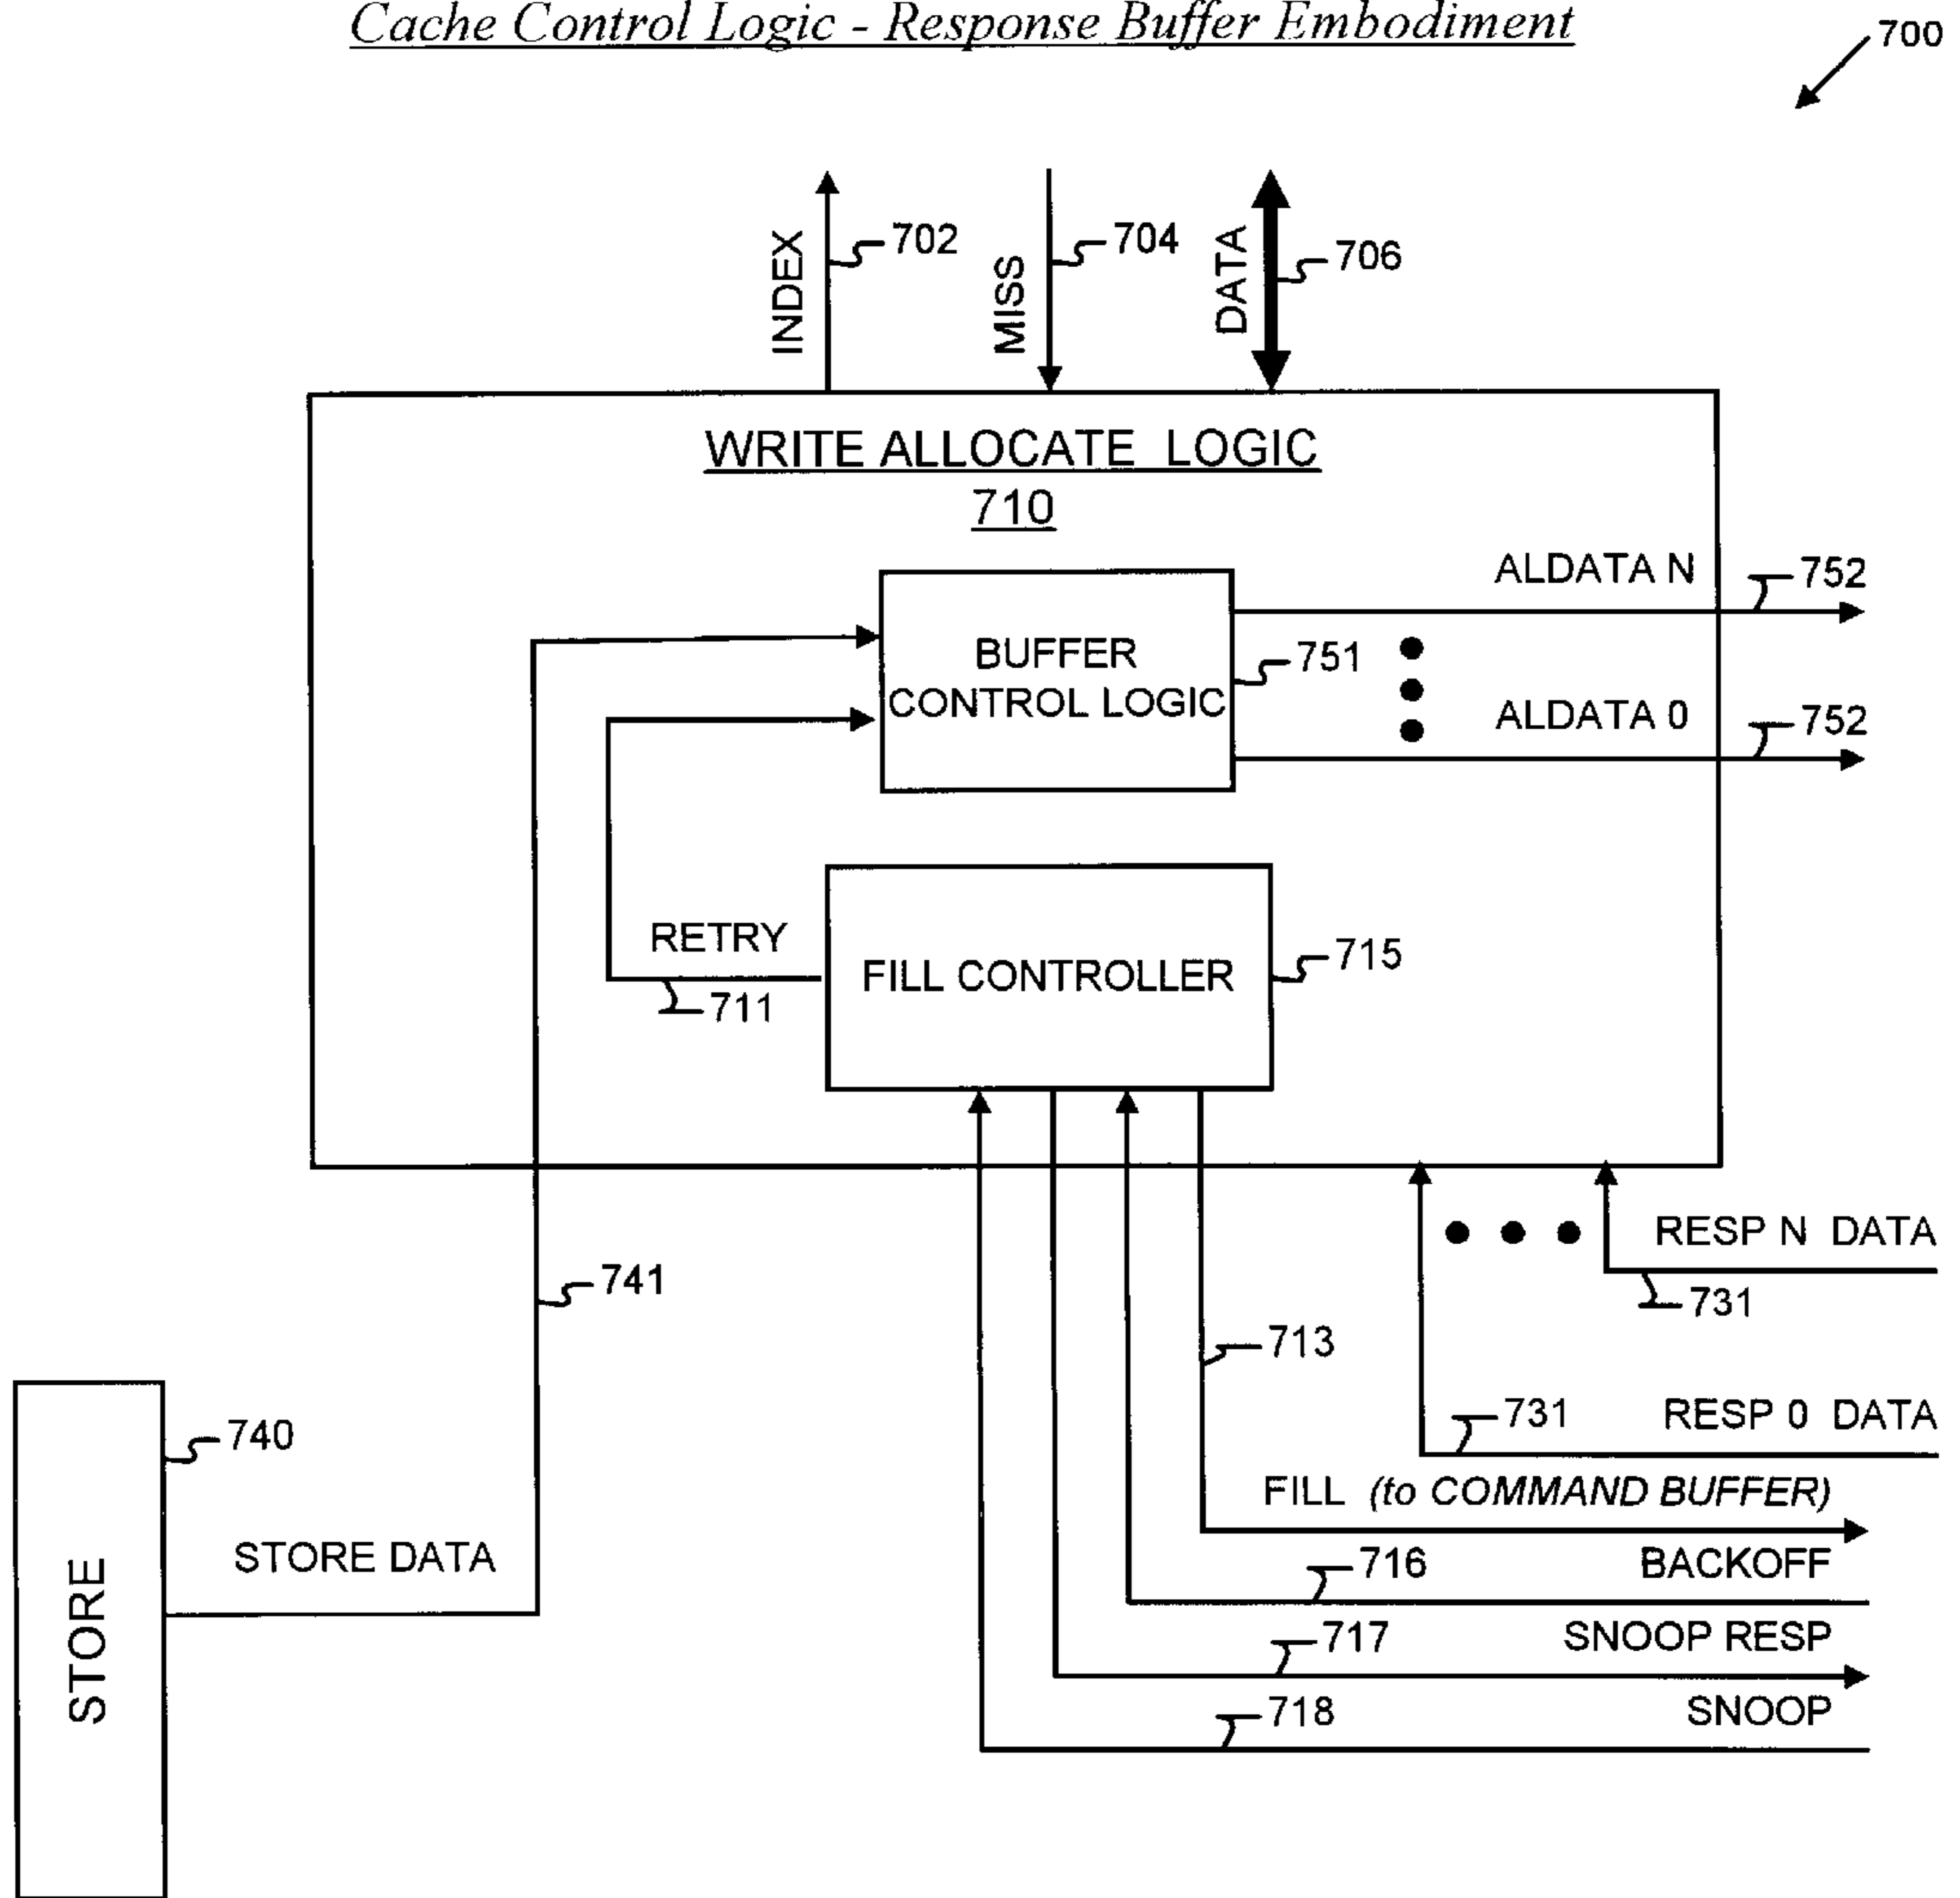 Cache Control Logic - Response Buffer Embodiment
700
INDEX
702
MISS
704
DATA
706
WRITE ALLOCATE LOGIC
710
ALDATA N
752
BUFFER
CONTROL LOGIC
751
ALDATA 0
752
RETRY
711
FILL CONTROLLER
715
RESP N DATA
731
741
713
731
RESP 0 DATA
740
FILL (to COMMAND BUFFER)
STORE
STORE DATA
716
BACKOFF
717
SNOOP RESP
718
SNOOP